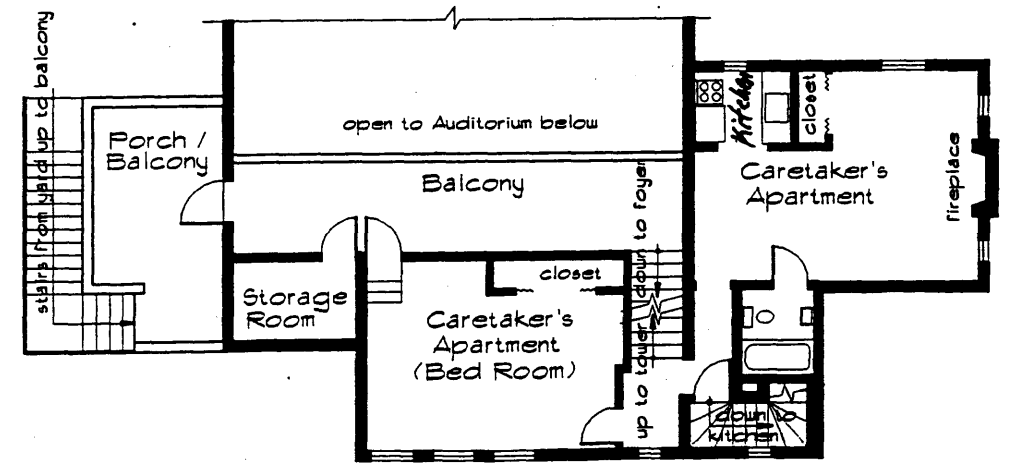 stairs from yard up to balcony
Porch /
Balcony
open to Auditorium below
Balcony
Storage
Room
closet
Caretaker's
Apartment
(Bed Room)
down to foyer
up to tower
Kitchen
closet
Caretaker's
Apartment
fireplace
down to
kitchen